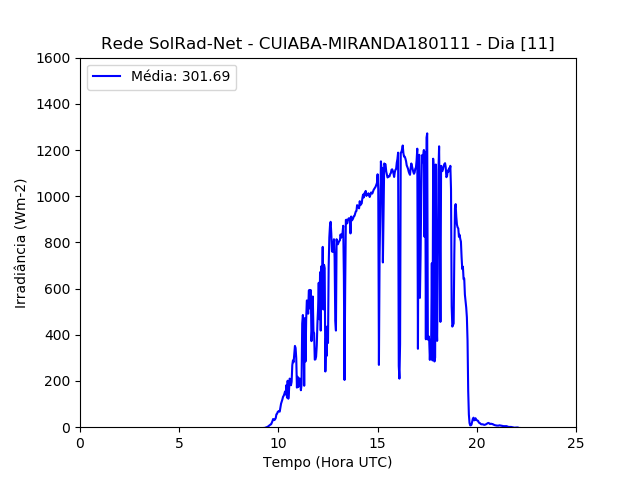 Rede SolRad-Net - CUIABA-MIRANDA180111 - Dia [11]
Média: 301.69
Irradiância (Wm-2)
1600
1400
1200
1000
800
600
400
200
0
0 5 10 15 20 25
Tempo (Hora UTC)